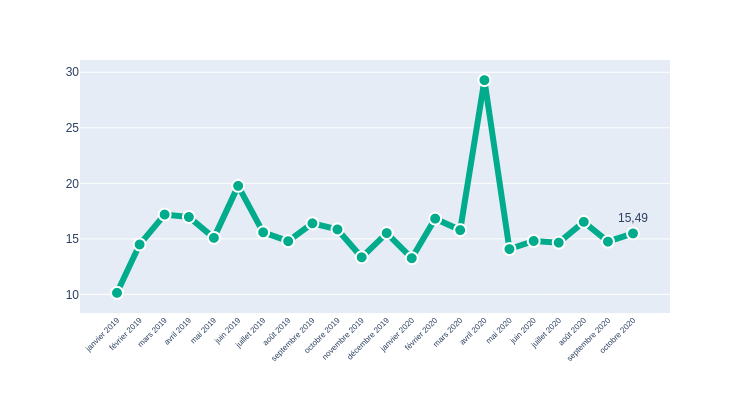 30
25
20
15
10
15,49
janvier 2019
février 2019
mars 2019
avril 2019
mai 2019
juin 2019
juillet 2019
août 2019
septembre 2019
octobre 2019
novembre 2019
décembre 2019
janvier 2020
février 2020
mars 2020
avril 2020
mai 2020
juin 2020
juillet 2020
août 2020
septembre 2020
octobre 2020